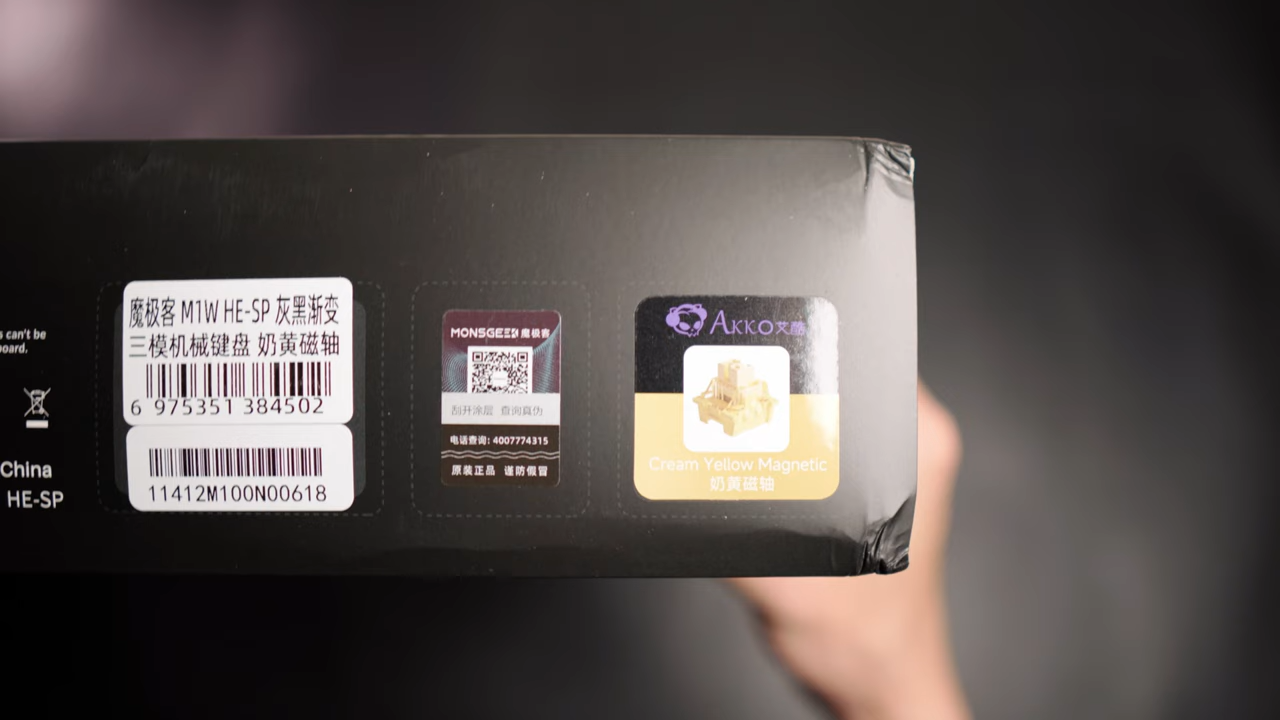 s can't be
board.
China
HE-SP
魔极客 M1W HE-SP 灰黑渐变
三模机械键盘 奶黄磁轴
6 975351 384502
11412M100N00618
MONSGEEK 魔极客
刮开涂层 查询真伪
电话查询: 4007774315
原装正品 谨防假冒
AKKO 艾酷
Cream Yellow Magnetic
奶黄磁轴